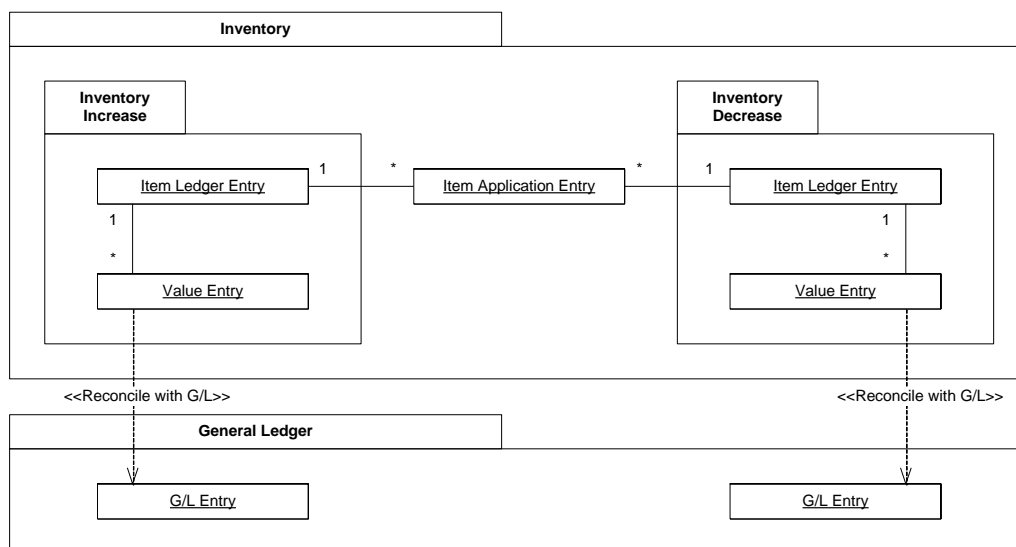 Inventory
Inventory
Increase
Inventory
Decrease
1
*
*
1
Item Ledger Entry
Item Application Entry
Item Ledger Entry
1
1
*
*
Value Entry
Value Entry
<<Reconcile with G/L>>
<<Reconcile with G/L>>
General Ledger
G/L Entry
G/L Entry